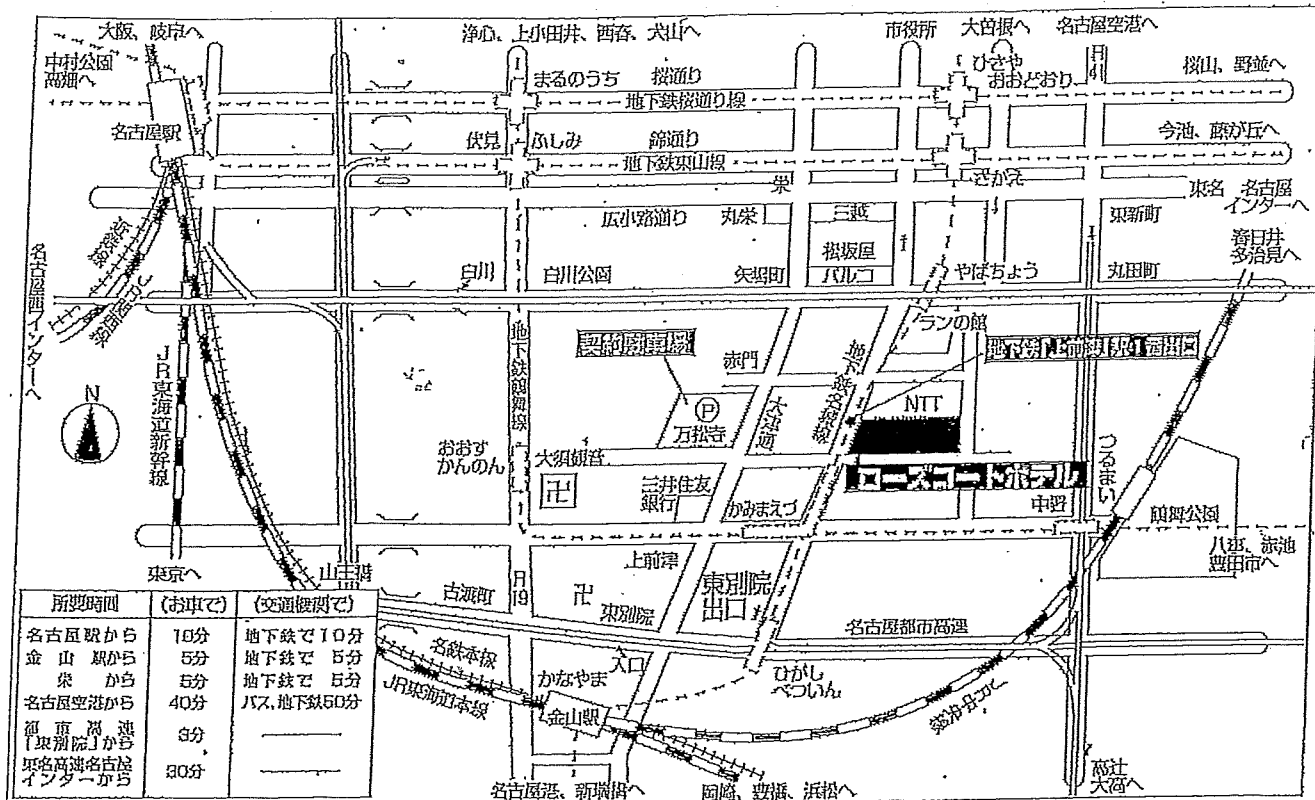 大阪、岐阜へ
浄心、上小田井、西春、犬山へ
市役所
大曽根へ
名古屋空港へ
中村公園
高畑へ
まるのうち
桜通り
ひさや
おおどおり
桜山、野並へ
地下鉄桜通り線
名古屋駅
伏見
ふしみ
錦通り
今池、藤が丘へ
地下鉄東山線
栄
さかえ
東名 名古屋
インターへ
広小路通り
丸栄
三越
東新町
春日井
多治見へ
松坂屋
パルコ
白川
白川公園
矢場町
やばちょう
丸田町
名古屋西インターへ
ランの館
契約駐車場
赤門
JR東海道新幹線
地下鉄鶴舞線
N
P
万松寺
大津通
NTT
おおす
かんのん
大須観音
卍
三井住友
銀行
ローズコートホテル
つるまい
かみまえづ
鶴舞公園
上前津
八事、赤池
豊田市へ
東京へ
山王橋
古渡町
卍
東別院
東別院
出口
名古屋都市高速
入口
名鉄本線
JR東海道本線
かなやま
金山駅
ひがし
べついん
高辻
大高へ
名古屋港、新瑞橋へ
岡崎、豊橋、浜松へ
所要時間 (お車で) (交通機関で)
名古屋駅から 10分 地下鉄で10分
金山駅から 5分 地下鉄で 5分
栄 から 5分 地下鉄で 5分
名古屋空港から 40分 バス、地下鉄50分
都市高速
「東別院」から 3分
東名高速名古屋
インターから 30分